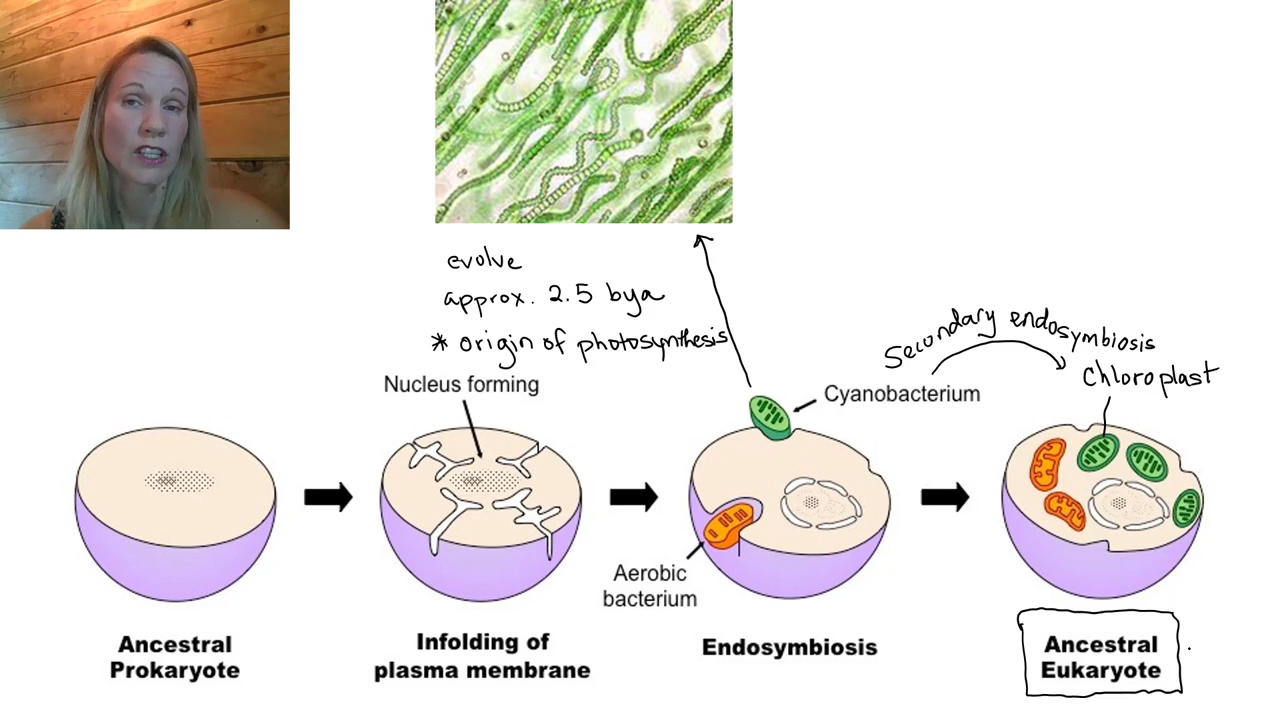 evolve
approx. 2.5 bya
* origin of photosynthesis
Secondary endosymbiosis
Chloroplast
Nucleus forming
Cyanobacterium
Aerobic
bacterium
Ancestral
Prokaryote
Infolding of
plasma membrane
Endosymbiosis
Ancestral
Eukaryote